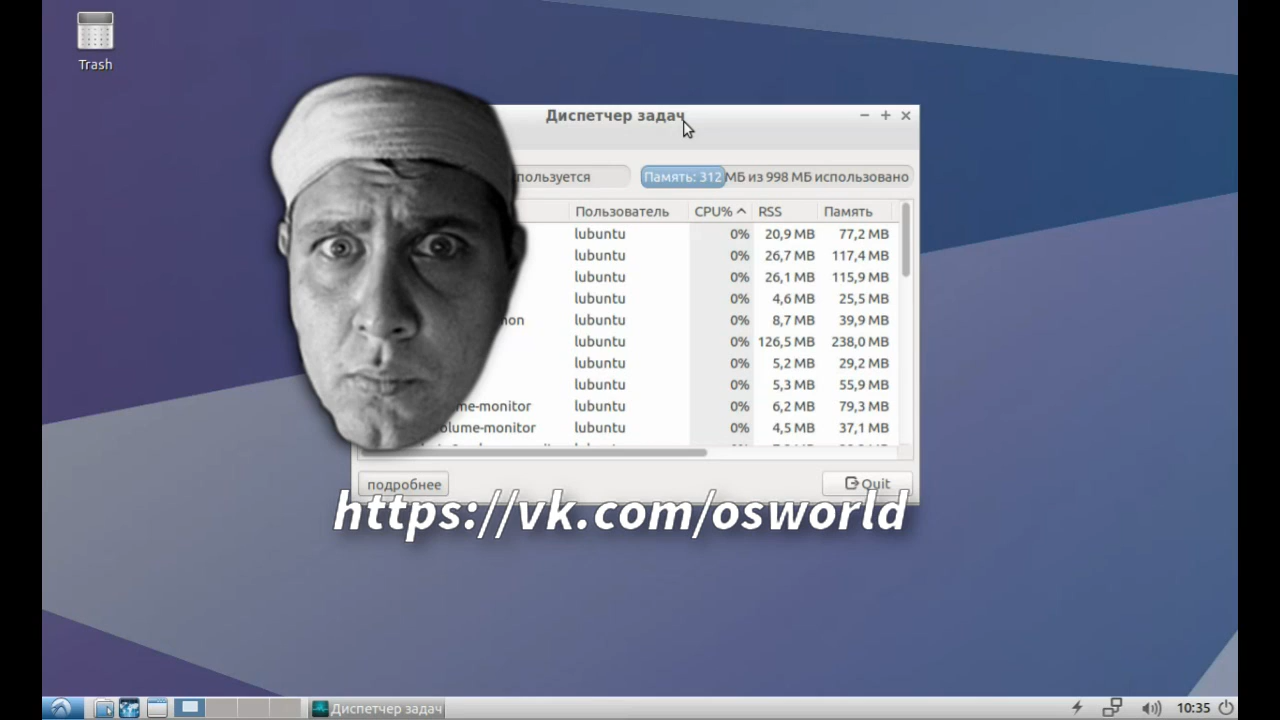 Trash
Диспетчер задач
пользуется
Память: 312 МБ из 998 МБ использовано
Пользователь CPU% RSS Память
lubuntu 0% 20,9 MB 77,2 MB
lubuntu 0% 26,7 MB 117,4 MB
lubuntu 0% 26,1 MB 115,9 MB
lubuntu 0% 4,6 MB 25,5 MB
on lubuntu 0% 8,7 MB 39,9 MB
lubuntu 0% 126,5 MB 238,0 MB
lubuntu 0% 5,2 MB 29,2 MB
lubuntu 0% 5,3 MB 55,9 MB
me-monitor lubuntu 0% 6,2 MB 79,3 MB
olume-monitor lubuntu 0% 4,5 MB 37,1 MB
подробнее Quit
https://vk.com/osworld
Диспетчер задач 10:35